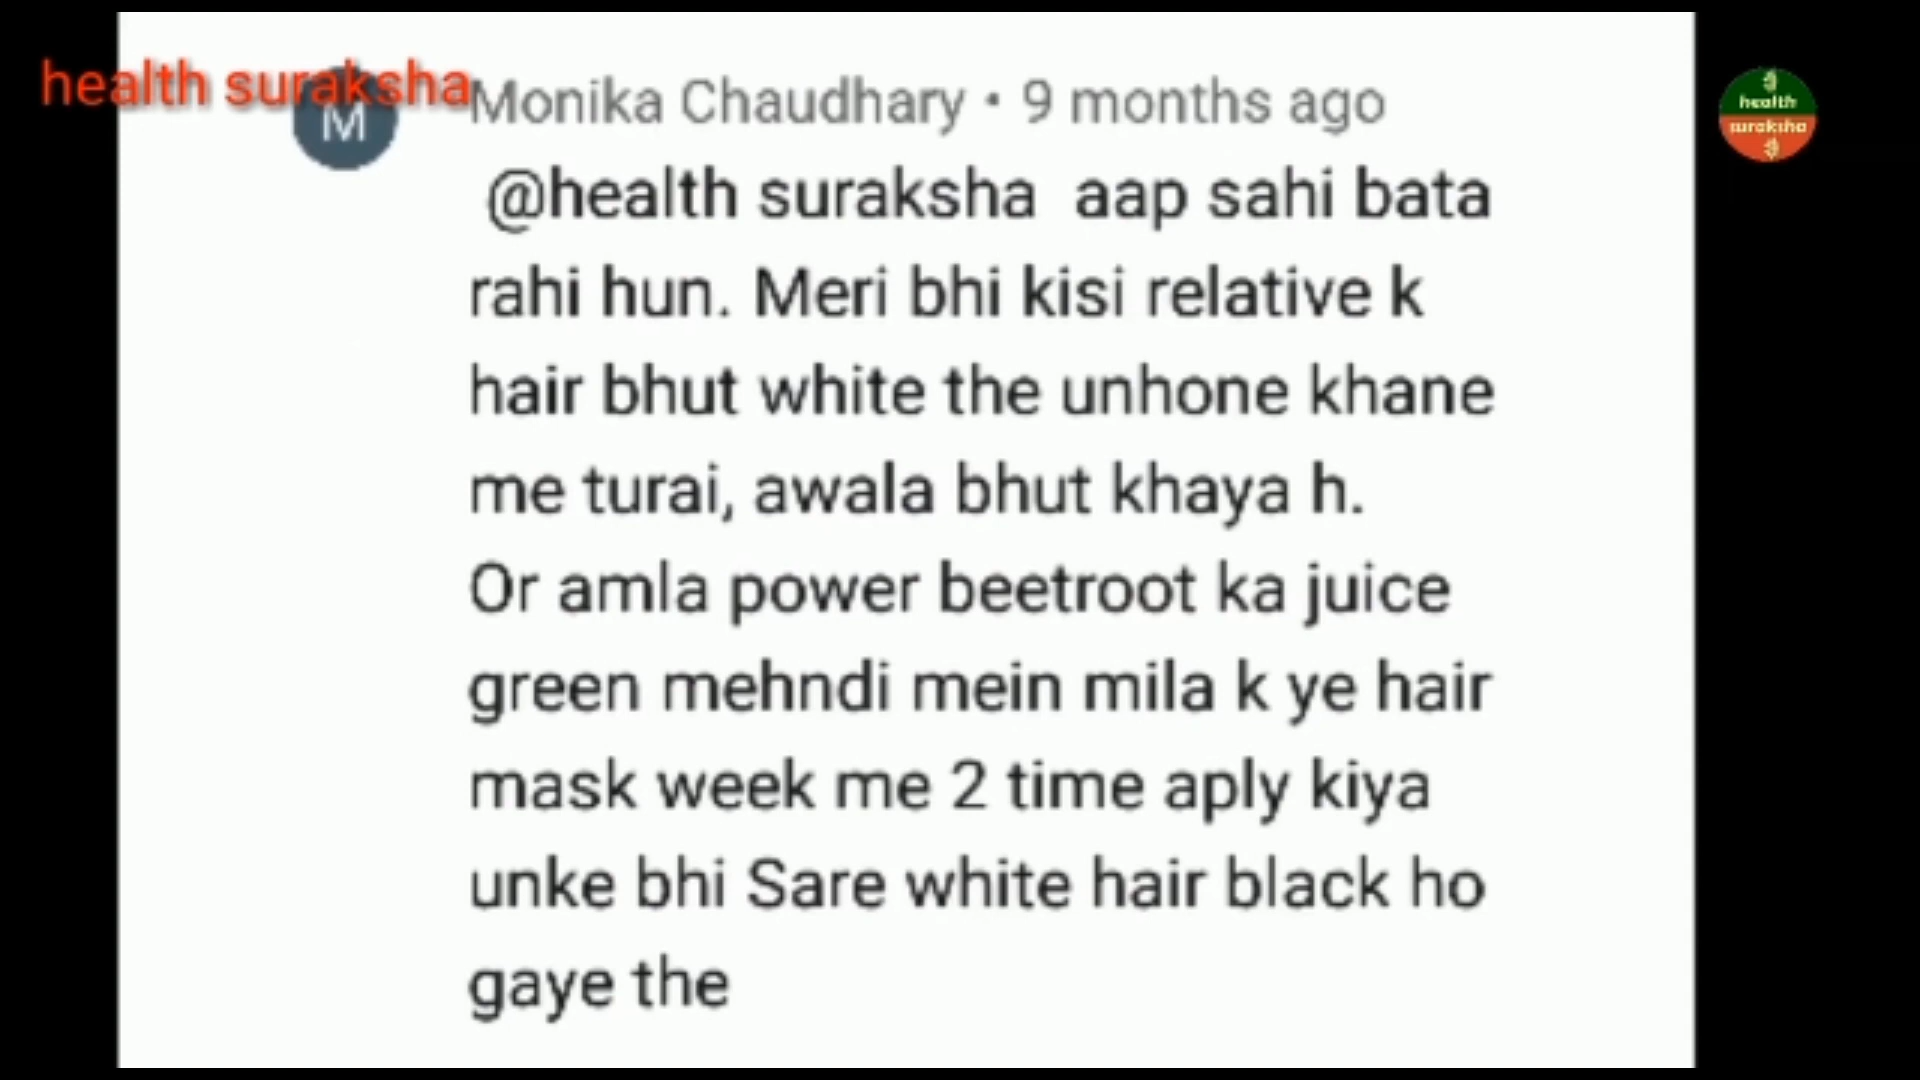 health suraksha
M
Monika Chaudhary • 9 months ago
health
suraksha
@health suraksha aap sahi bata
rahi hun. Meri bhi kisi relative k
hair bhut white the unhone khane
me turai, awala bhut khaya h.
Or amla power beetroot ka juice
green mehndi mein mila k ye hair
mask week me 2 time aply kiya
unke bhi Sare white hair black ho
gaye the